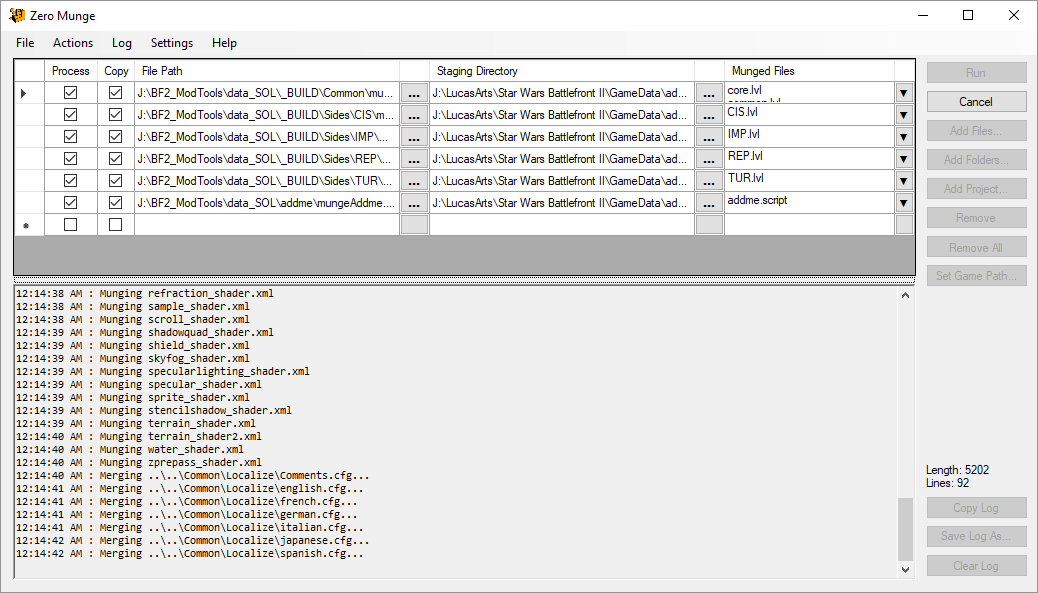 Zero Munge
File Actions Log Settings Help
Process Copy File Path Staging Directory Munged Files
J:\BF2_ModTools\data_SOL\_BUILD\Common\mu... ... J:\LucasArts\Star Wars Battlefront II\GameData\ad... ... core.lvl
common.lvl
J:\BF2_ModTools\data_SOL\_BUILD\Sides\CIS\m... ... J:\LucasArts\Star Wars Battlefront II\GameData\ad... ... CIS.lvl
J:\BF2_ModTools\data_SOL\_BUILD\Sides\IMP\... ... J:\LucasArts\Star Wars Battlefront II\GameData\ad... ... IMP.lvl
J:\BF2_ModTools\data_SOL\_BUILD\Sides\REP\... ... J:\LucasArts\Star Wars Battlefront II\GameData\ad... ... REP.lvl
J:\BF2_ModTools\data_SOL\_BUILD\Sides\TUR\... ... J:\LucasArts\Star Wars Battlefront II\GameData\ad... ... TUR.lvl
J:\BF2_ModTools\data_SOL\addme\mungeAddme.... ... J:\LucasArts\Star Wars Battlefront II\GameData\ad... ... addme.script
Run
Cancel
Add Files...
Add Folders...
Add Project...
Remove
Remove All
Set Game Path...
12:14:38 AM : Munging refraction_shader.xml
12:14:38 AM : Munging sample_shader.xml
12:14:38 AM : Munging scroll_shader.xml
12:14:39 AM : Munging shadowquad_shader.xml
12:14:39 AM : Munging shield_shader.xml
12:14:39 AM : Munging skyfog_shader.xml
12:14:39 AM : Munging specularlighting_shader.xml
12:14:39 AM : Munging specular_shader.xml
12:14:39 AM : Munging sprite_shader.xml
12:14:39 AM : Munging stencilshadow_shader.xml
12:14:39 AM : Munging terrain_shader.xml
12:14:40 AM : Munging terrain_shader2.xml
12:14:40 AM : Munging water_shader.xml
12:14:40 AM : Munging zprepass_shader.xml
12:14:40 AM : Merging ..\..\Common\Localize\Comments.cfg...
12:14:41 AM : Merging ..\..\Common\Localize\english.cfg...
12:14:41 AM : Merging ..\..\Common\Localize\french.cfg...
12:14:41 AM : Merging ..\..\Common\Localize\german.cfg...
12:14:41 AM : Merging ..\..\Common\Localize\italian.cfg...
12:14:42 AM : Merging ..\..\Common\Localize\japanese.cfg...
12:14:42 AM : Merging ..\..\Common\Localize\spanish.cfg...
Length: 5202
Lines: 92
Copy Log
Save Log As...
Clear Log